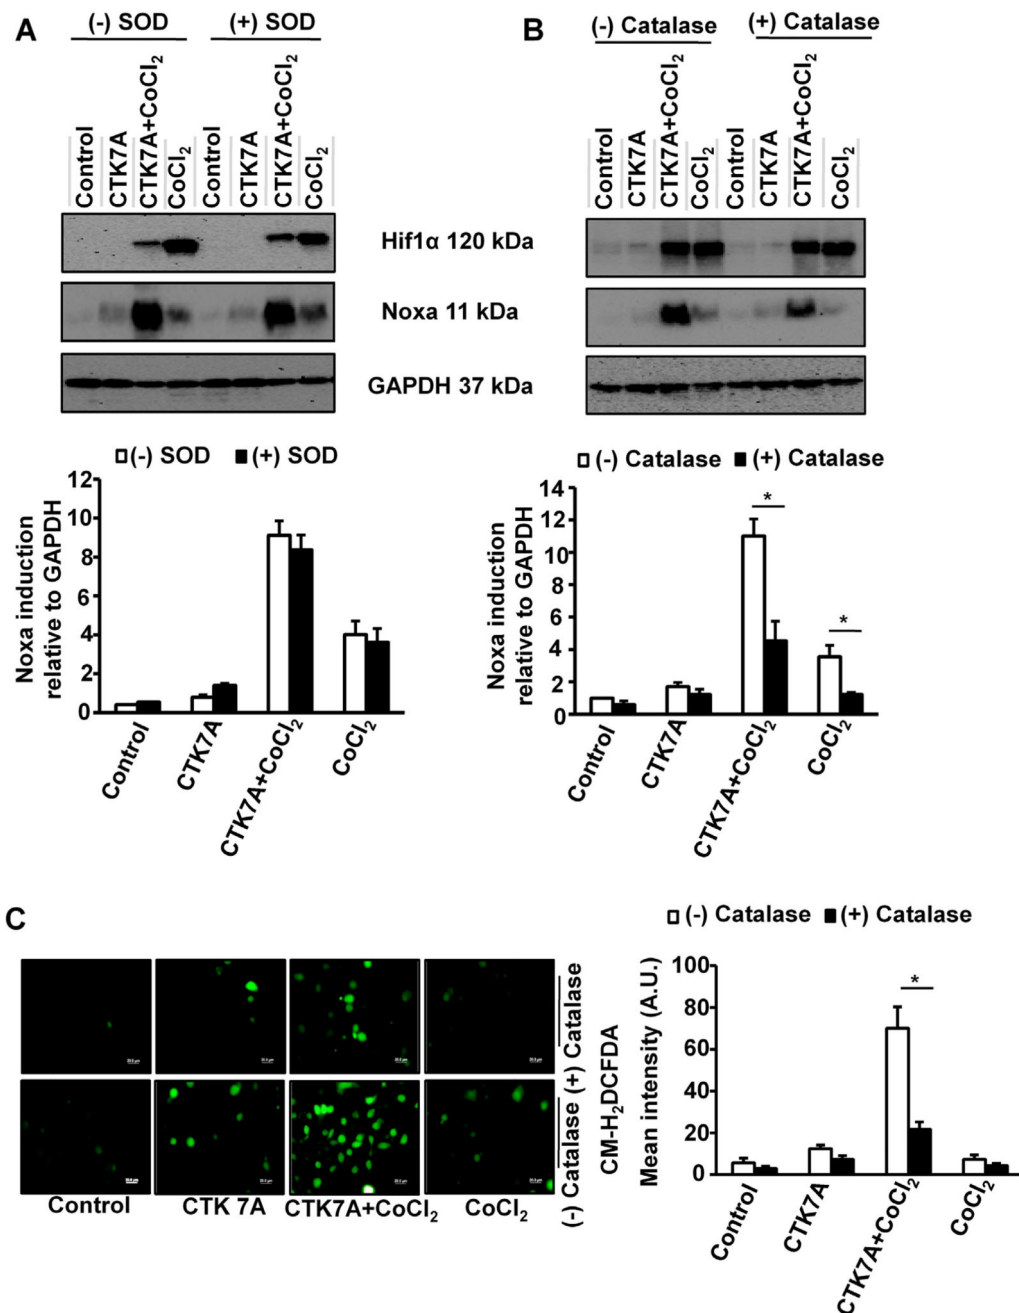 A
(-) SOD
(+) SOD
Control
CTK7A
CTK7A+CoCl₂
CoCl₂
Control
CTK7A
CTK7A+CoCl₂
CoCl₂
B
(-) Catalase
(+) Catalase
Control
CTK7A
CTK7A+CoCl₂
CoCl₂
Control
CTK7A
CTK7A+CoCl₂
CoCl₂
Hif1α 120 kDa
Noxa 11 kDa
GAPDH 37 kDa
(-) SOD (+) SOD
Noxa induction
relative to GAPDH
12
10
8
6
4
2
0
Control
CTK7A
CTK7A+CoCl₂
CoCl₂
(-) Catalase (+) Catalase
Noxa induction
relative to GAPDH
14
12
10
8
6
4
2
0
*
*
Control
CTK7A
CTK7A+CoCl₂
CoCl₂
C
(+) Catalase
(-) Catalase
Control
CTK 7A
CTK7A+CoCl₂
CoCl₂
(-) Catalase (+) Catalase
CM-H₂DCFDA
Mean intensity (A.U.)
100
80
60
40
20
0
*
Control
CTK7A
CTK7A+CoCl₂
CoCl₂